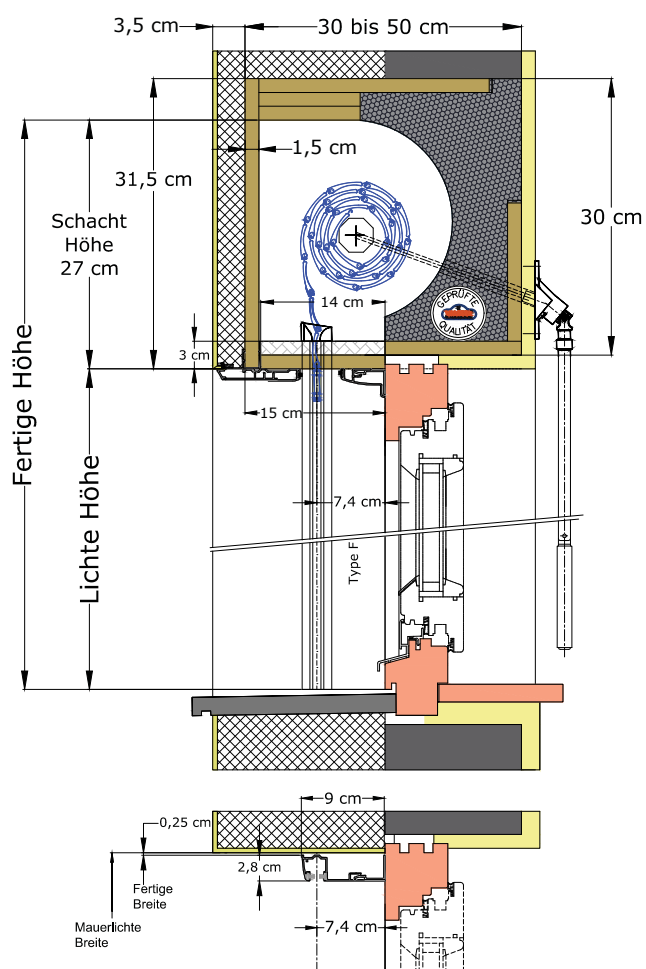 3,5 cm
30 bis 50 cm
1,5 cm
31,5 cm
Schacht
Höhe
27 cm
30 cm
14 cm
GEPRÜFTE
QUALITÄT
3 cm
15 cm
Fertige Höhe
Lichte Höhe
7,4 cm
Type F
9 cm
0,25 cm
2,8 cm
Fertige
Breite
Mauerlichte
Breite
7,4 cm